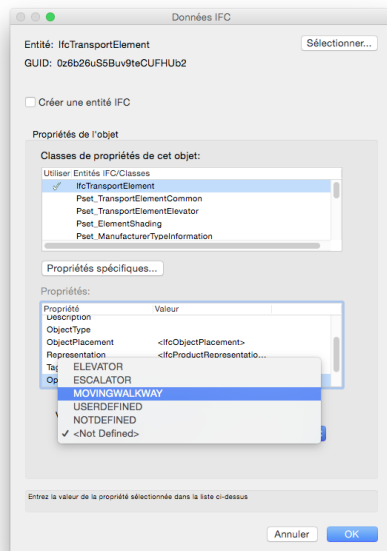 Données IFC
Entité: IfcTransportElement
Sélectionner...
GUID: 0z6b26uS5Buv9teCUFHUb2
Créer une entité IFC
Propriétés de l'objet
Classes de propriétés de cet objet:
Utiliser Entités IFC/Classes
IfcTransportElement
Pset_TransportElementCommon
Pset_TransportElementElevator
Pset_ElementShading
Pset_ManufacturerTypeInformation
Propriétés spécifiques...
Propriétés:
Propriété Valeur
Description
ObjectType
ObjectPlacement <IfcObjectPlacement>
Representation <IfcProductRepresentatio...
Tag
Op
ELEVATOR
ESCALATOR
MOVINGWALKWAY
USERDEFINED
NOTDEFINED
✓ <Not Defined>
V
Entrez la valeur de la propriété sélectionnée dans la liste ci-dessus
Annuler OK